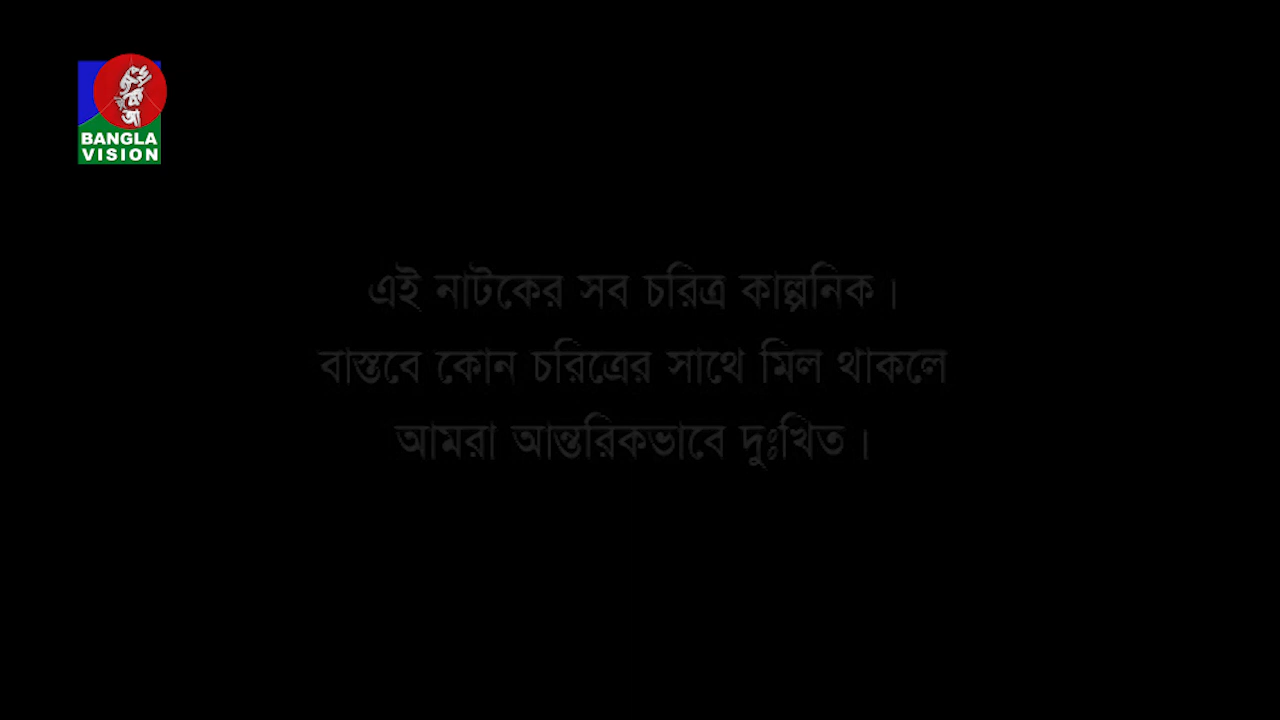 BANGLA
VISION
এই নাটকের সব চরিত্র কাল্পনিক।
বাস্তবে কোন চরিত্রের সাথে মিল থাকলে
আমরা আন্তরিকভাবে দুঃখিত।